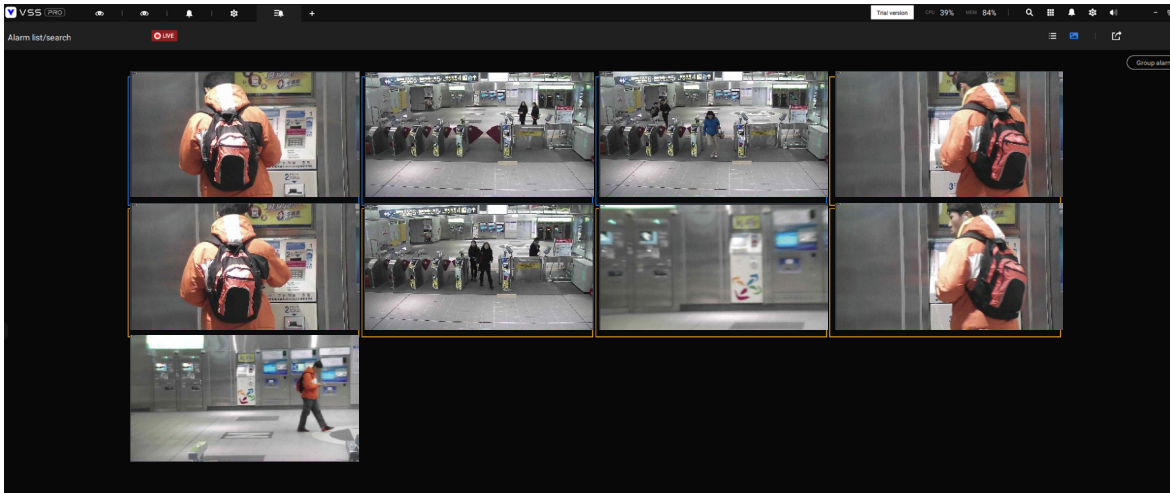 VSS PRO
Trial version
CPU 39%
MEM 84%
Alarm list/search
LIVE
Group alarm